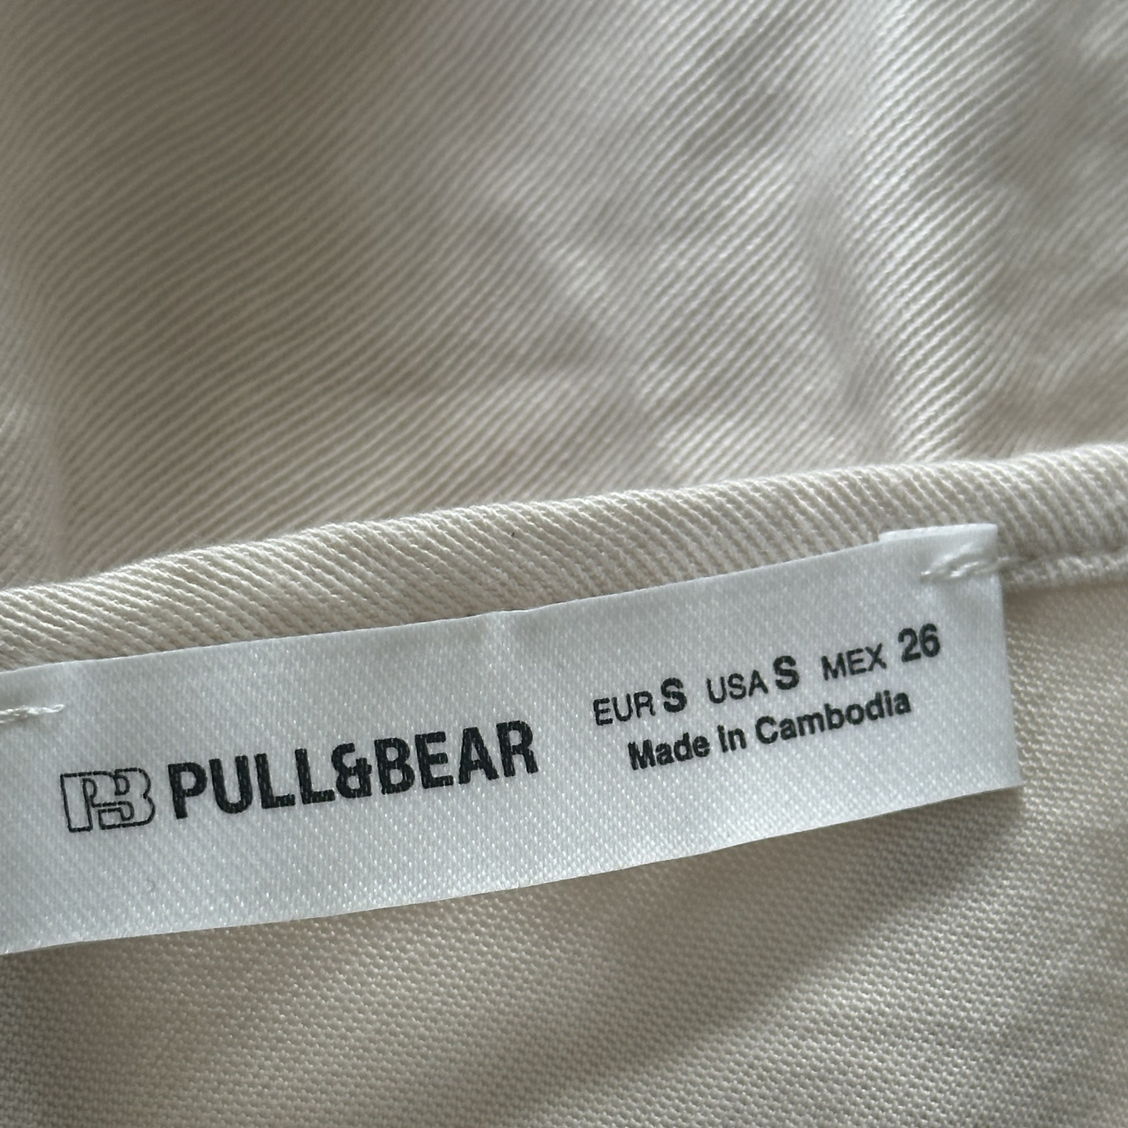 PB PULL&BEAR
EUR S USA S MEX 26
Made in Cambodia